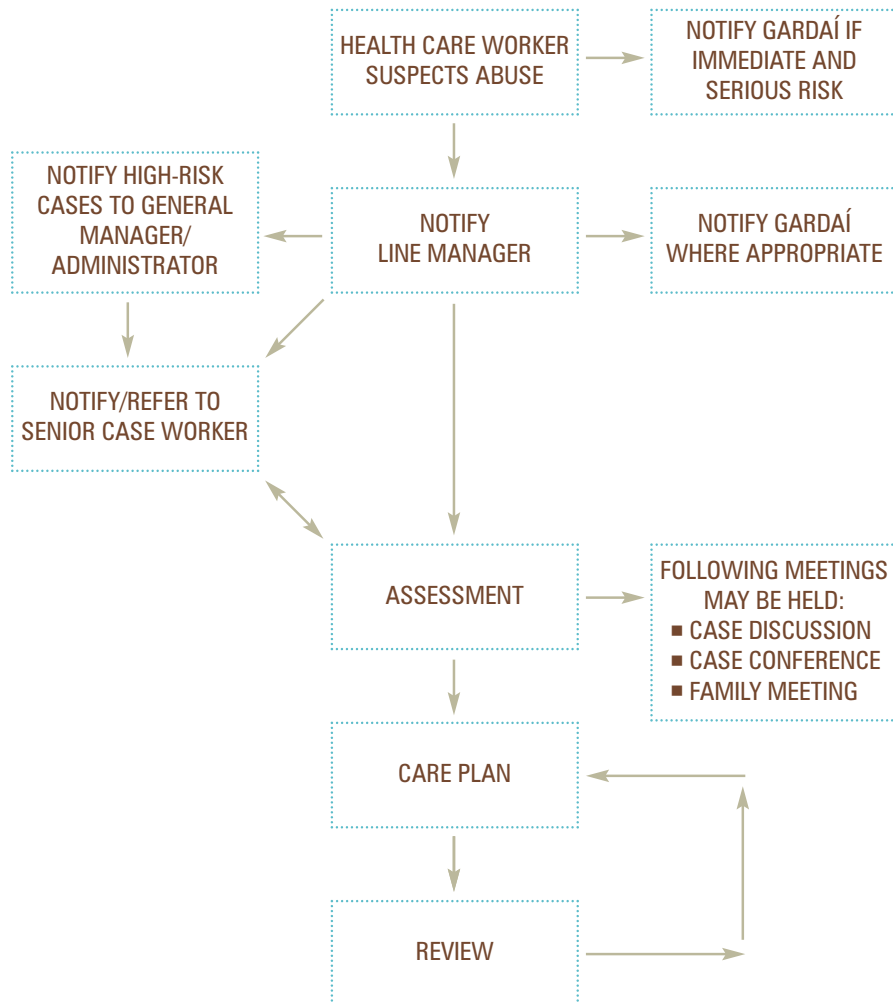 HEALTH CARE WORKER
SUSPECTS ABUSE
NOTIFY GARDAÍ IF
IMMEDIATE AND
SERIOUS RISK
NOTIFY HIGH-RISK
CASES TO GENERAL
MANAGER/
ADMINISTRATOR
NOTIFY
LINE MANAGER
NOTIFY GARDAÍ
WHERE APPROPRIATE
NOTIFY/REFER TO
SENIOR CASE WORKER
ASSESSMENT
FOLLOWING MEETINGS
MAY BE HELD:
■ CASE DISCUSSION
■ CASE CONFERENCE
■ FAMILY MEETING
CARE PLAN
REVIEW